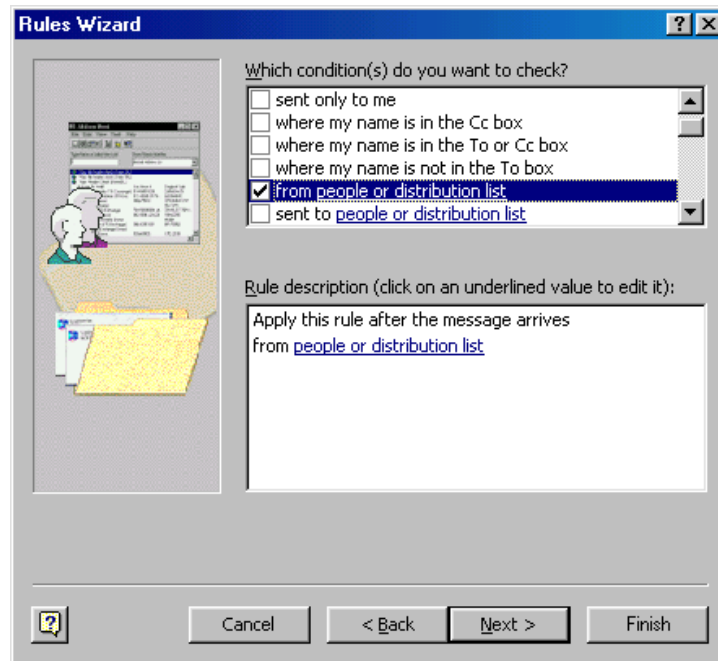 Rules Wizard
Which condition(s) do you want to check?
sent only to me
where my name is in the Cc box
where my name is in the To or Cc box
where my name is not in the To box
from people or distribution list
sent to people or distribution list
Rule description (click on an underlined value to edit it):
Apply this rule after the message arrives
from people or distribution list
Cancel
< Back
Next >
Finish